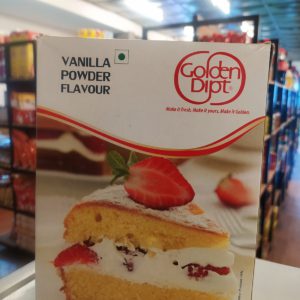 VANILLA
POWDER
FLAVOUR
Golden
Dipt®
Make it Fresh. Make it yours. Make it Golden.